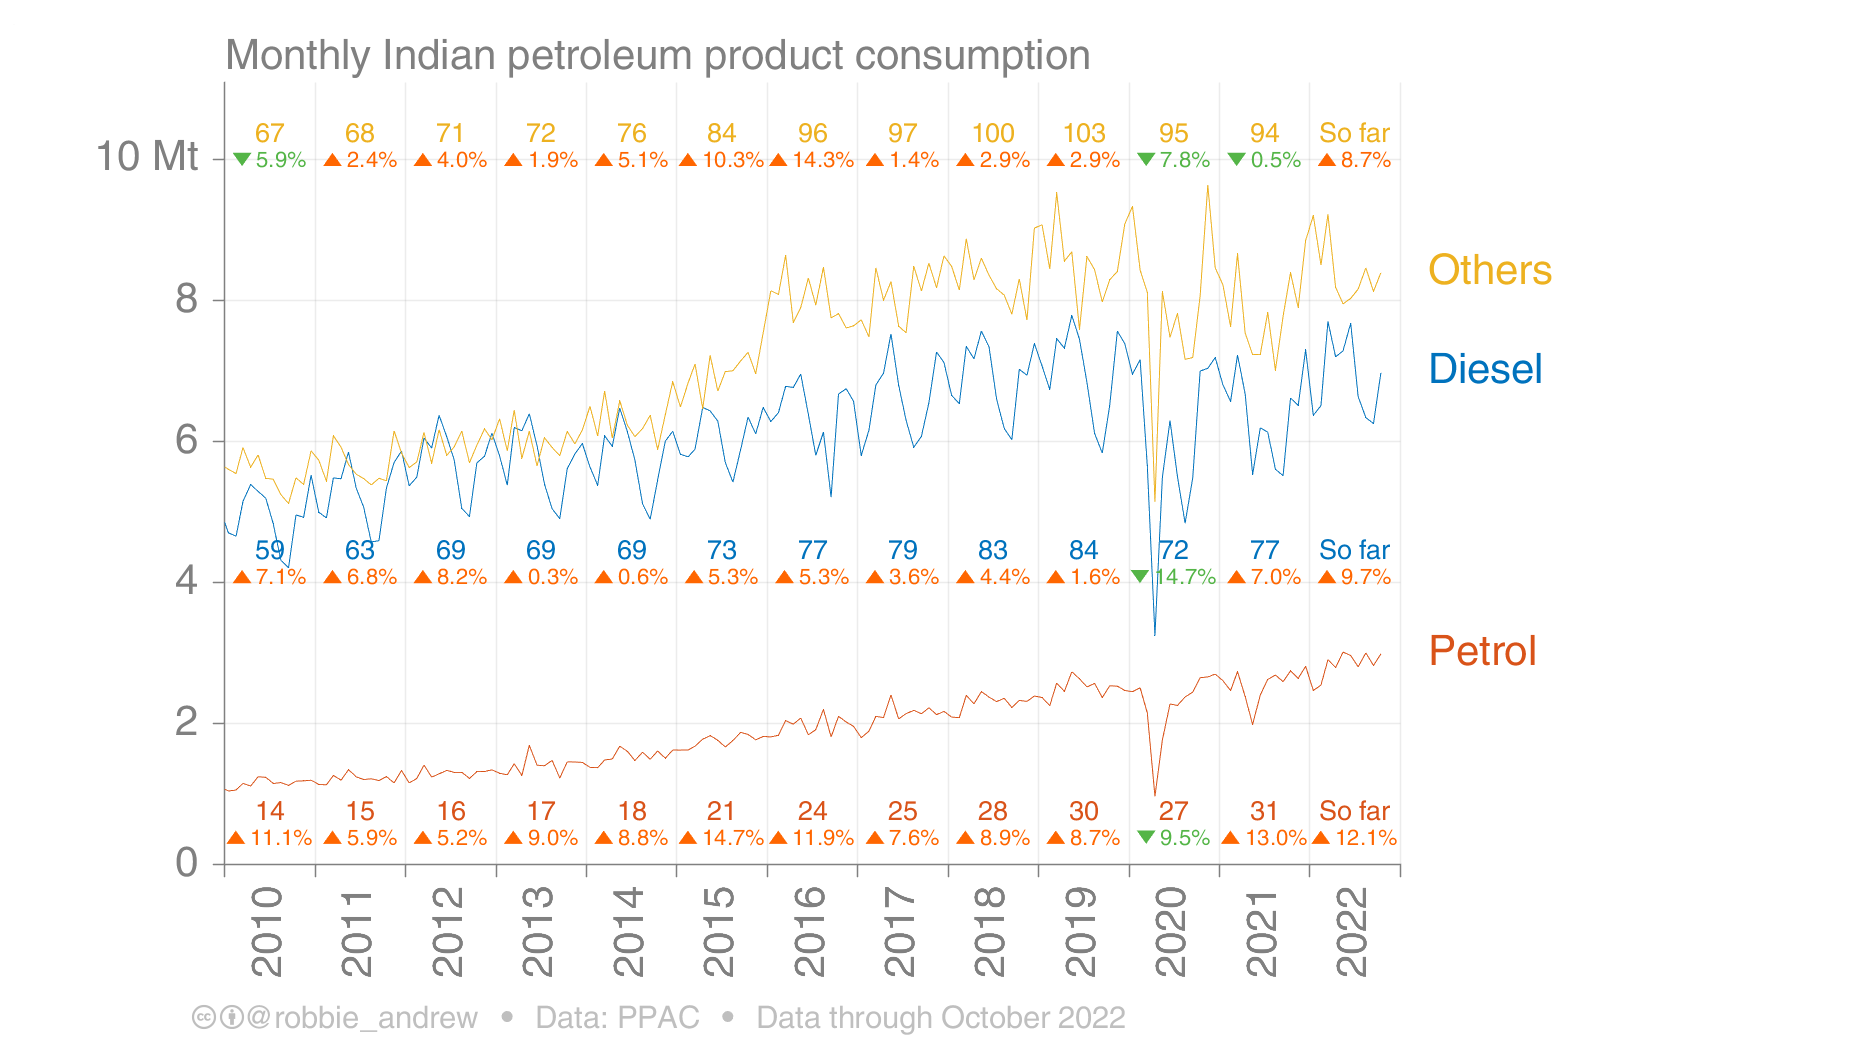 Monthly Indian petroleum product consumption
67 68 71 72 76 84 96 97 100 103 95 94 So far
10 Mt ▼5.9% ▲2.4% ▲4.0% ▲1.9% ▲5.1% ▲10.3% ▲14.3% ▲1.4% ▲2.9% ▲2.9% ▼7.8% ▼0.5% ▲8.7%
Others
8
Diesel
6
59 63 69 69 69 73 77 79 83 84 72 77 So far
4 ▲7.1% ▲6.8% ▲8.2% ▲0.3% ▲0.6% ▲5.3% ▲5.3% ▲3.6% ▲4.4% ▲1.6% ▼14.7% ▲7.0% ▲9.7%
Petrol
2
14 15 16 17 18 21 24 25 28 30 27 31 So far
▲11.1% ▲5.9% ▲5.2% ▲9.0% ▲8.8% ▲14.7% ▲11.9% ▲7.6% ▲8.9% ▲8.7% ▼9.5% ▲13.0% ▲12.1%
0
2010 2011 2012 2013 2014 2015 2016 2017 2018 2019 2020 2021 2022
cc @robbie_andrew • Data: PPAC • Data through October 2022